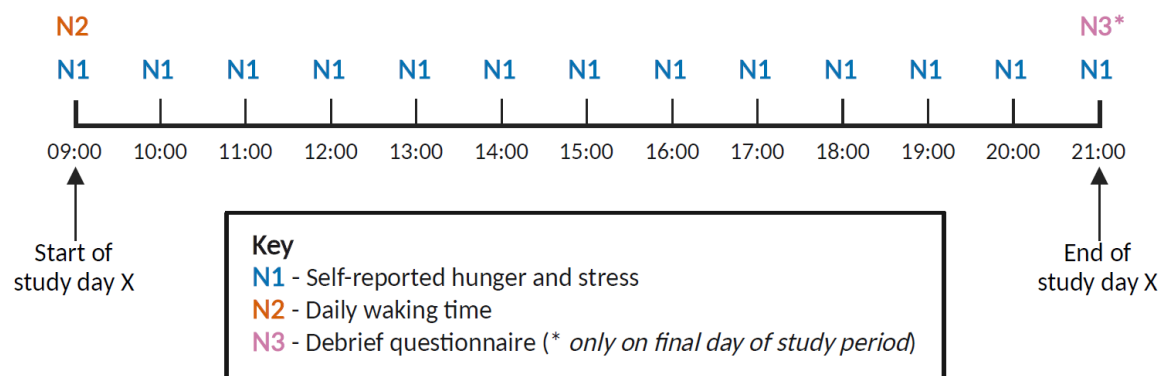 N2 N3*
N1 N1 N1 N1 N1 N1 N1 N1 N1 N1 N1 N1 N1
09:00 10:00 11:00 12:00 13:00 14:00 15:00 16:00 17:00 18:00 19:00 20:00 21:00
Start of
study day X
End of
study day X
Key
N1 - Self-reported hunger and stress
N2 - Daily waking time
N3 - Debrief questionnaire (* only on final day of study period)